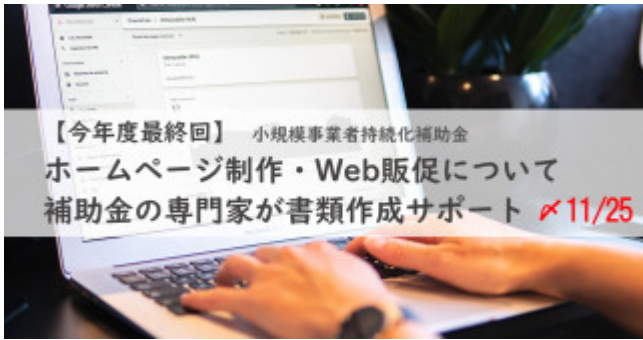 【今年度最終回】 小規模事業者持続化補助金
ホームページ制作・Web販促について
補助金の専門家が書類作成サポート 〆11/25